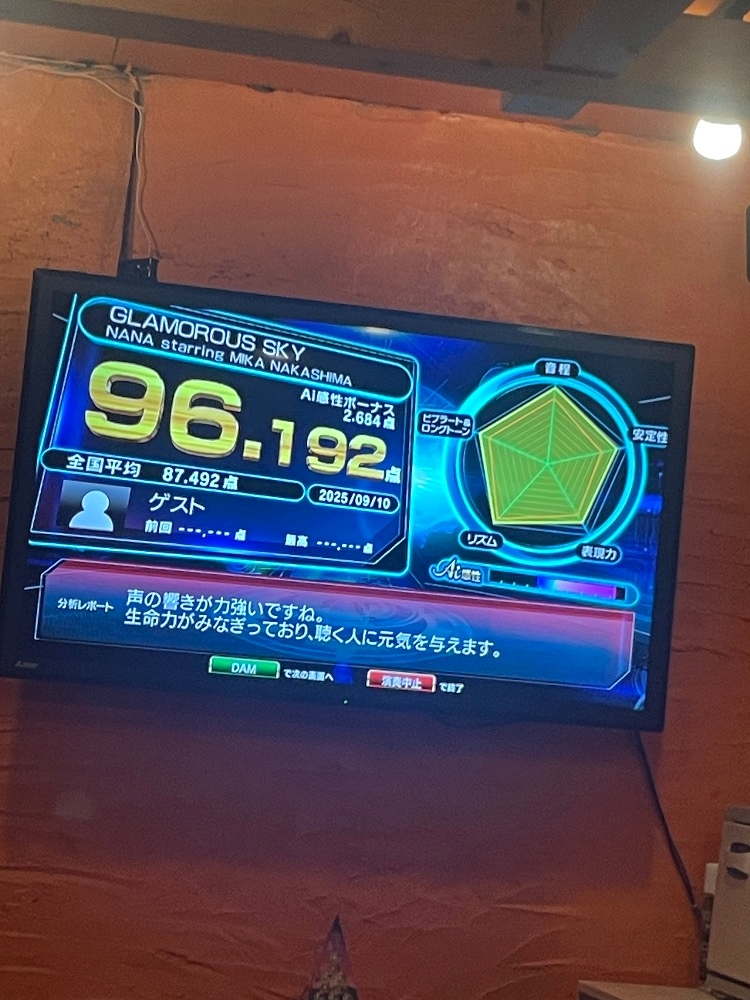 GLAMOROUS SKY
NANA starring MIKA NAKASHIMA
AI感性ボーナス
2.684点
96.192点
全国平均 87.492点
2025/09/10
ゲスト
前回 ---.---点 最高 ---.---点
音程
安定性
表現力
リズム
ビブラート&
ロングトーン
Ai感性
分析レポート
声の響きが力強いですね。
生命力がみなぎっており、聴く人に元気を与えます。
DAM で次の画面へ
演奏中止 で終了